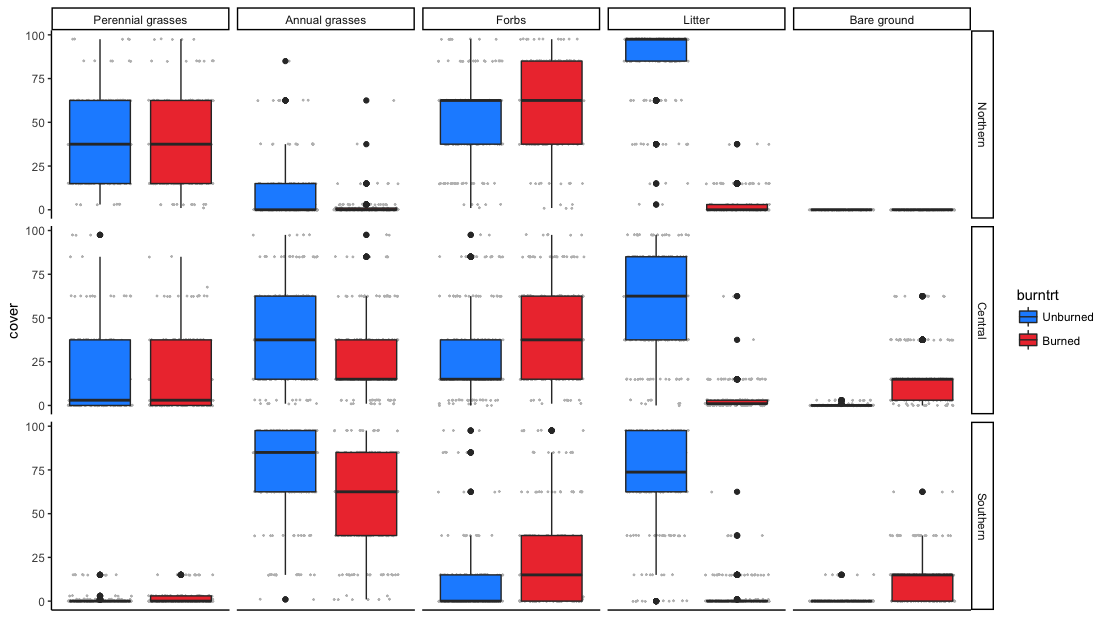 Perennial grasses Annual grasses Forbs Litter Bare ground
100
75
50
25
0
Northern
100
75
50
25
0
Central
100
75
50
25
0
Southern
cover
burntrt
Unburned
Burned